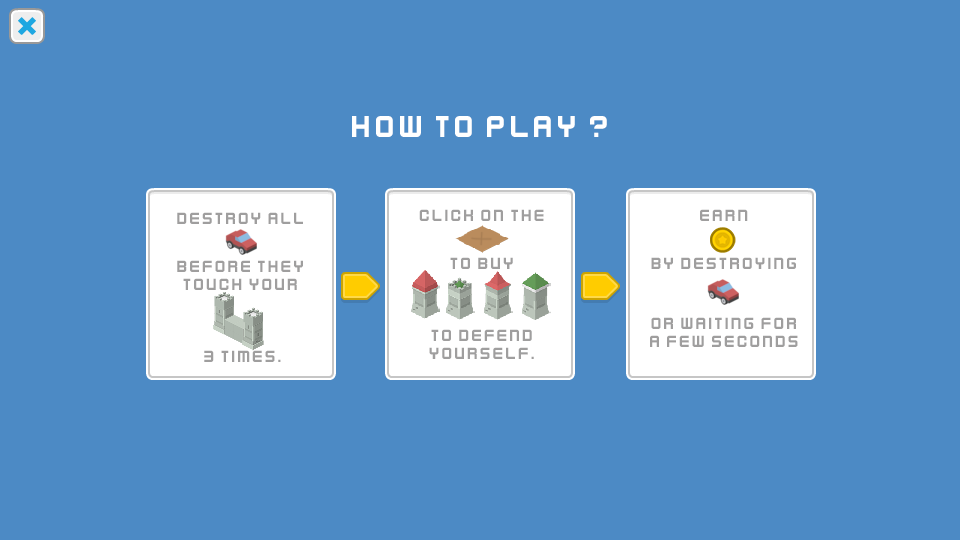 HOW TO PLAY ?
DESTROY ALL
BEFORE THEY
TOUCH YOUR
3 TIMES.
CLICK ON THE
TO BUY
TO DEFEND
YOURSELF.
EARN
BY DESTROYING
OR WAITING FOR
A FEW SECONDS